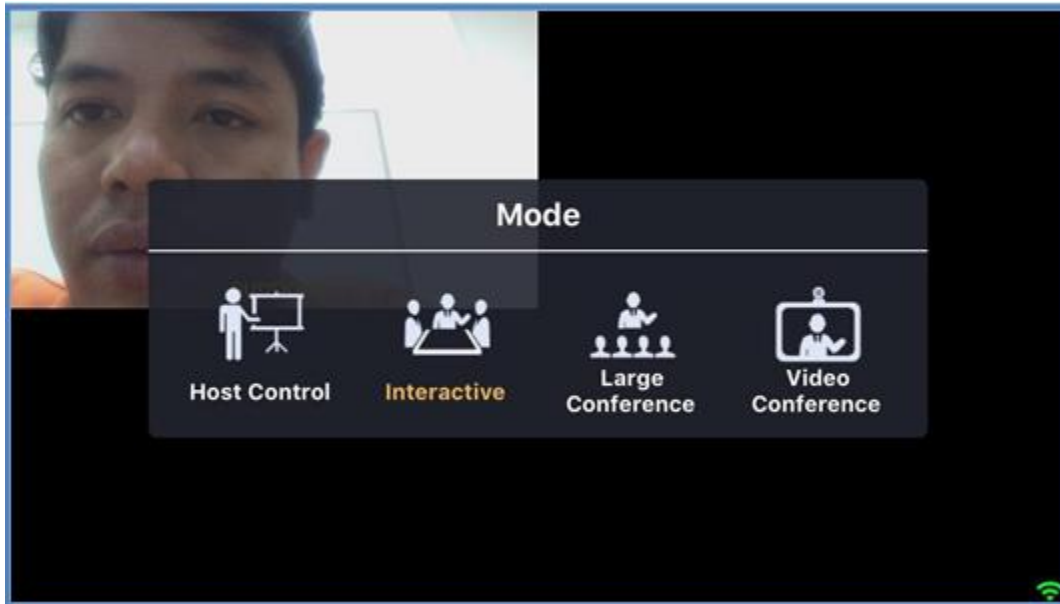 Mode
Host Control
Interactive
Large
Conference
Video
Conference